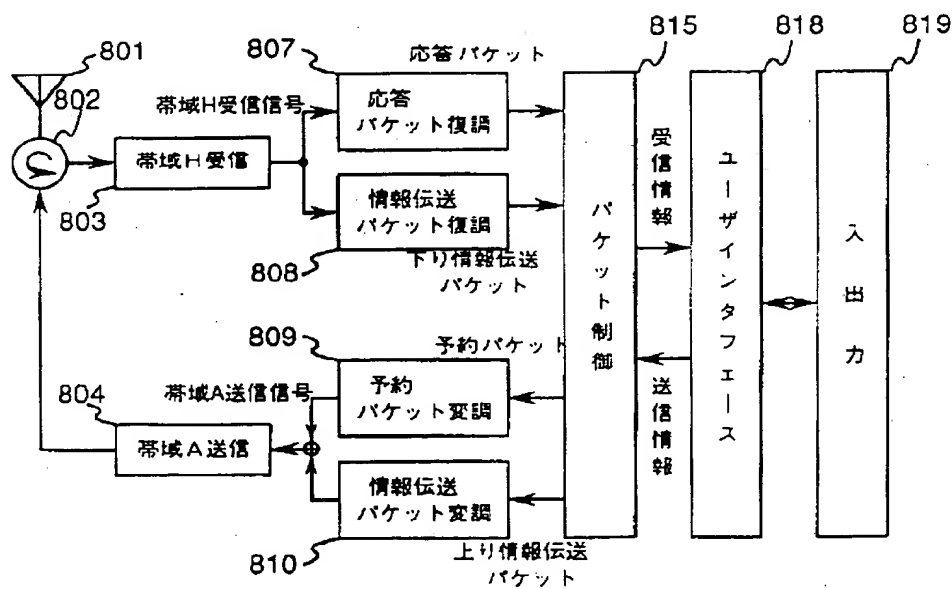 801
802
帯域H受信
803
帯域H受信信号
807
応答パケット
応答
パケット復調
情報伝送
パケット復調
808
下り情報伝送
パケット
809
予約パケット
予約
パケット変調
帯域A送信信号
804
帯域A送信
情報伝送
パケット変調
810
上り情報伝送
パケット
815
パケット制御
受信情報
送信情報
818
ユーザインタフェース
819
入出力